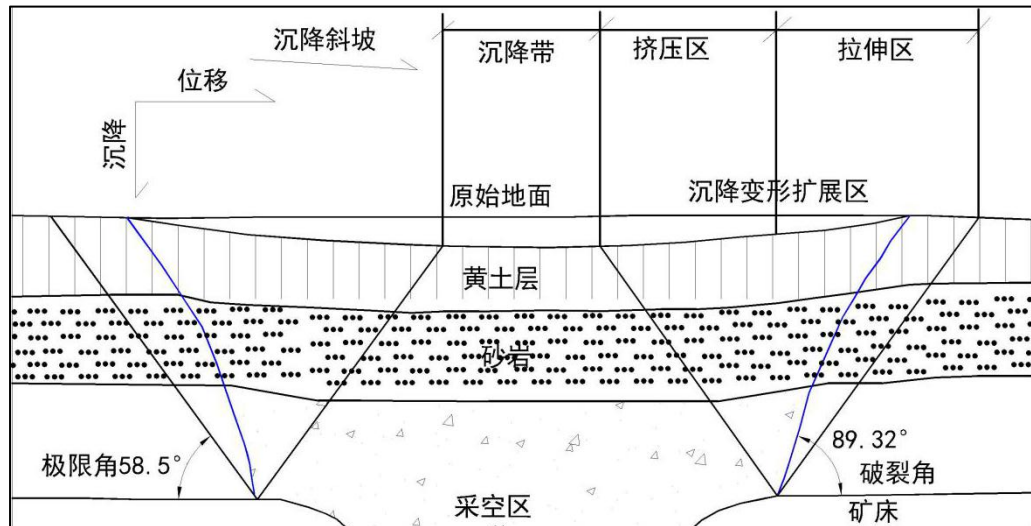 沉降斜坡
沉降带
挤压区
拉伸区
位移
沉降
原始地面
沉降变形扩展区
黄土层
砂岩
极限角58.5°
89.32°
破裂角
采空区
矿床